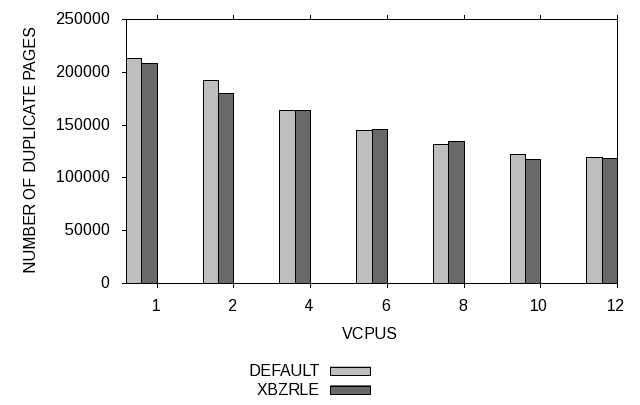 250000
200000
150000
100000
50000
0
NUMBER OF DUPLICATE PAGES
1 2 4 6 8 10 12
VCPUS
DEFAULT
XBZRLE